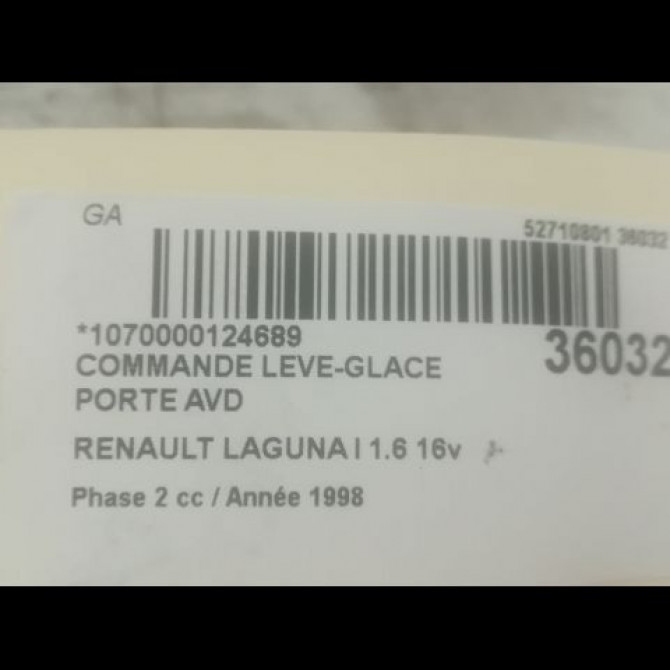 GA
52710801 36032
*1070000124689
36032
COMMANDE LEVE-GLACE
PORTE AVD
RENAULT LAGUNA I 1.6 16v
Phase 2 cc / Année 1998